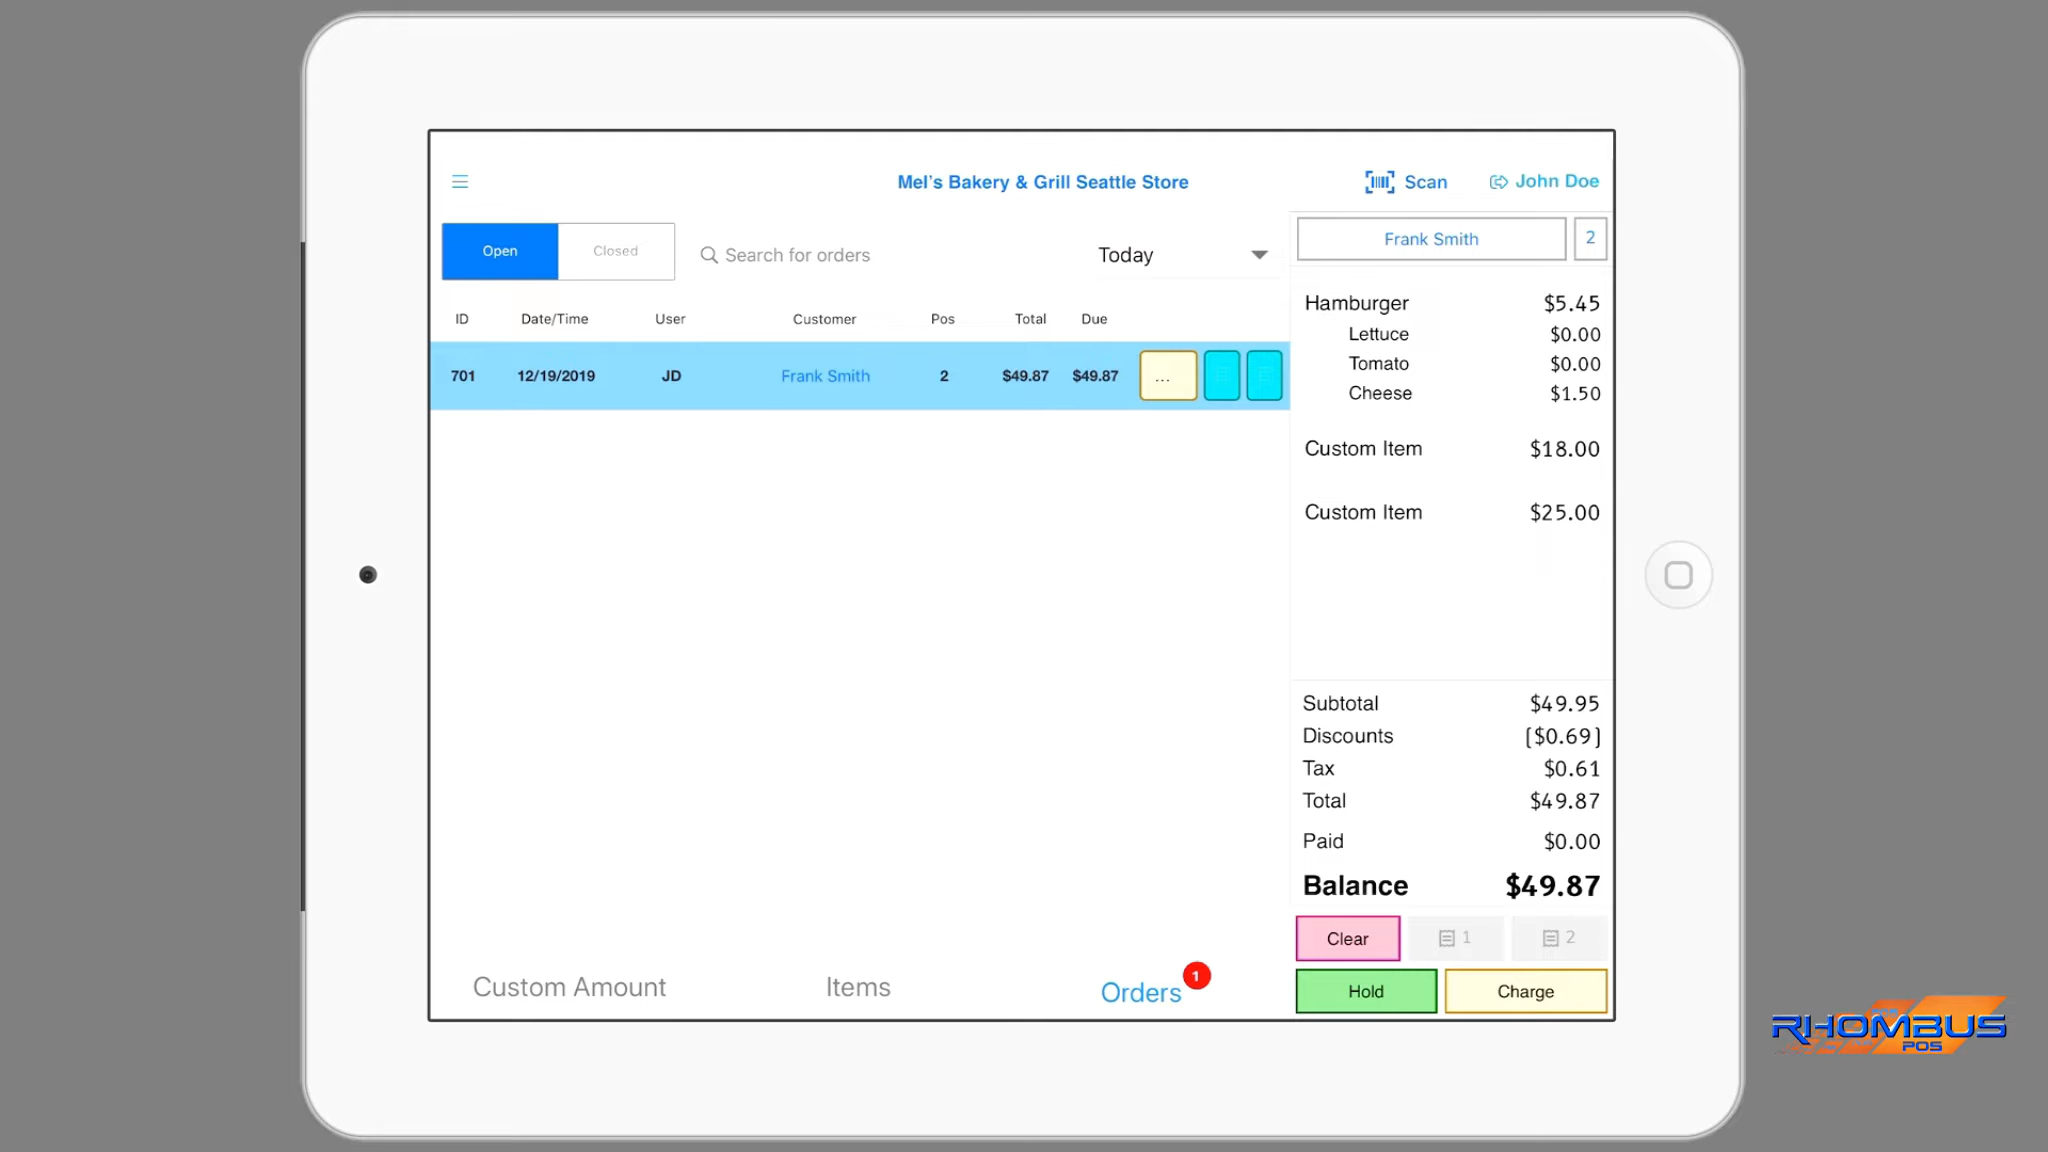 Mel's Bakery & Grill Seattle Store
Scan
John Doe
Open
Closed
Search for orders
Today
ID Date/Time User Customer Pos Total Due
701 12/19/2019 JD Frank Smith 2 $49.87 $49.87 ...
Frank Smith 2
Hamburger $5.45
Lettuce $0.00
Tomato $0.00
Cheese $1.50
Custom Item $18.00
Custom Item $25.00
Subtotal $49.95
Discounts ($0.69)
Tax $0.61
Total $49.87
Paid $0.00
Balance $49.87
Clear 1 2
Hold Charge
Custom Amount Items Orders 1
RHOMBUS
POS